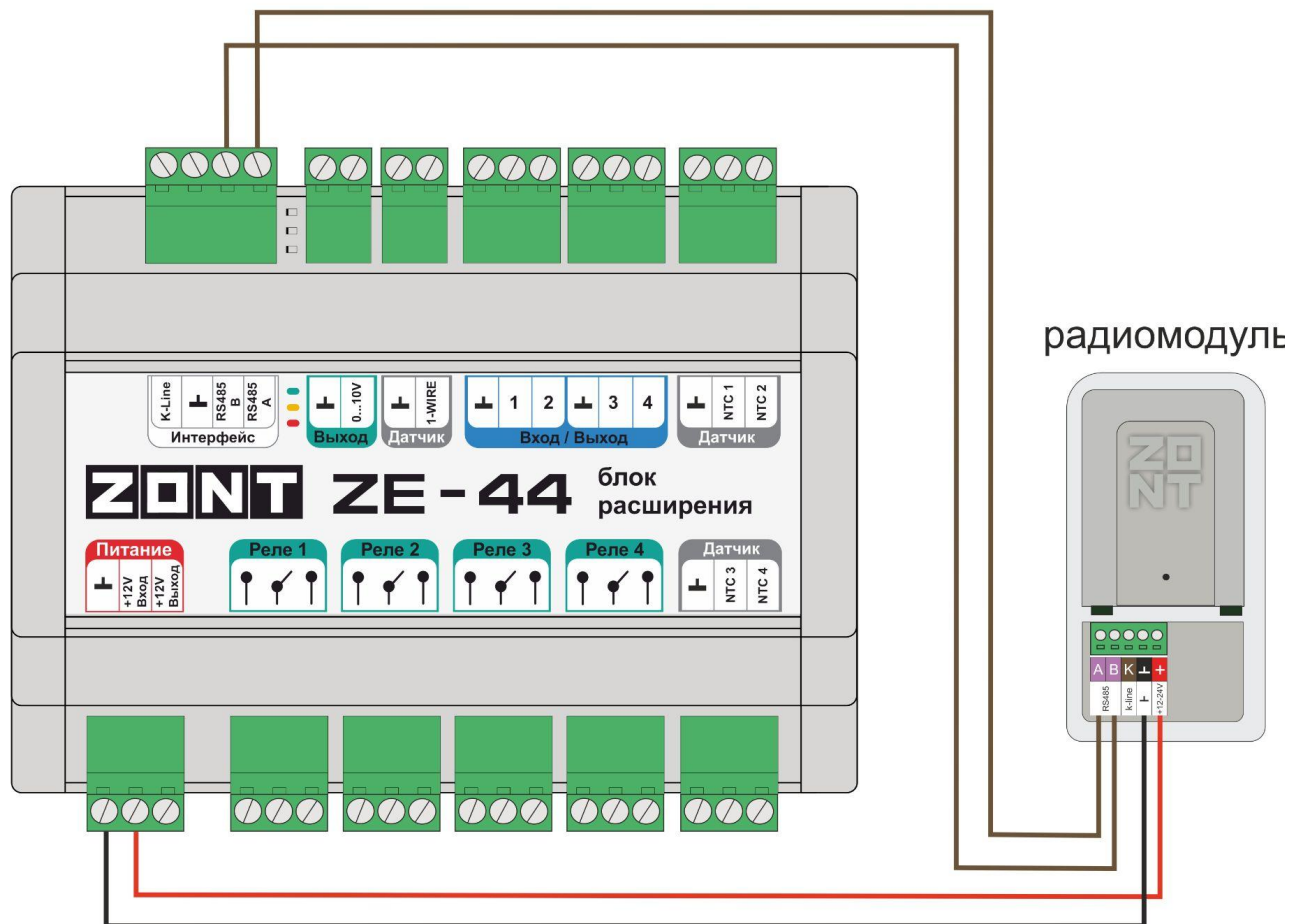 радиомодуль
K-Line
RS485
B
RS485
A
Интерфейс
0...10V
Выход
1-WIRE
Датчик
1
2
3
4
Вход / Выход
NTC 1
NTC 2
Датчик
ZONT ZE-44 блок
расширения
Питание
+12V
Вход
+12V
Выход
Реле 1
Реле 2
Реле 3
Реле 4
Датчик
NTC 3
NTC 4
ZO
NT
A B K +
RS485
k-line
+12-24V